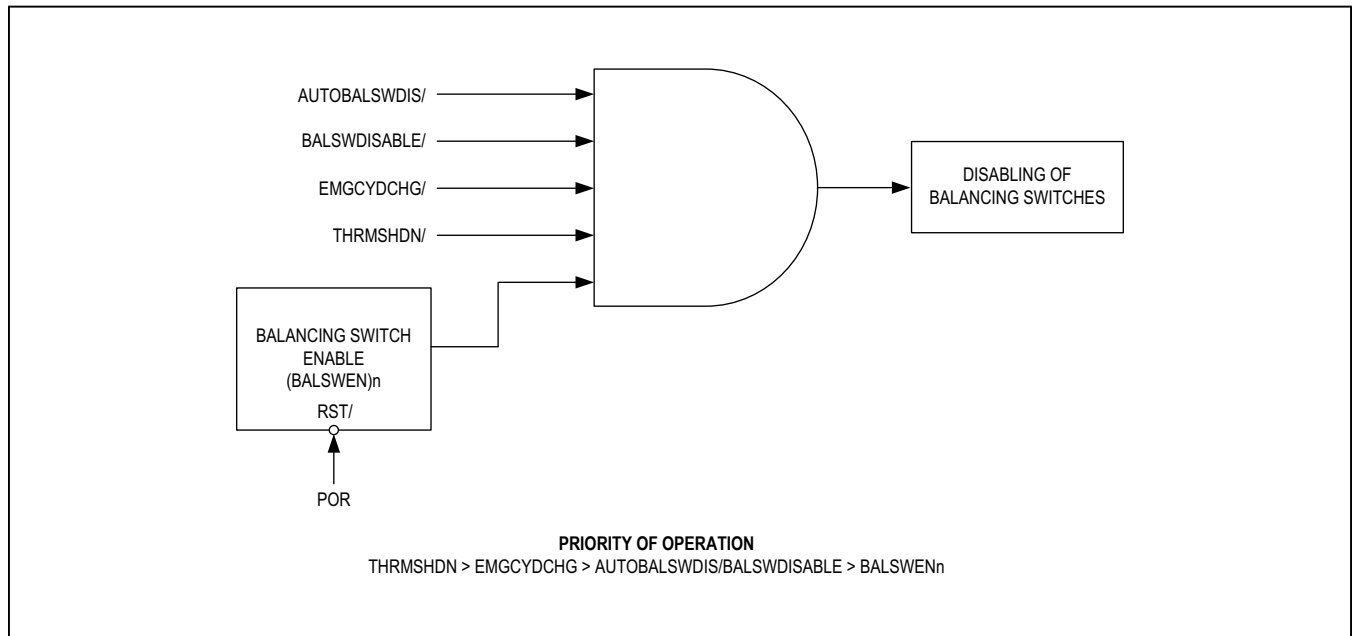 AUTOBALSWDIS/
BALSWDISABLE/
EMGCYDCHG/
THRMSHDN/
DISABLING OF
BALANCING SWITCHES
BALANCING SWITCH
ENABLE
(BALSWEN)n
RST/
POR
PRIORITY OF OPERATION
THRMSHDN > EMGCYDCHG > AUTOBALSWDIS/BALSWDISABLE > BALSWENn